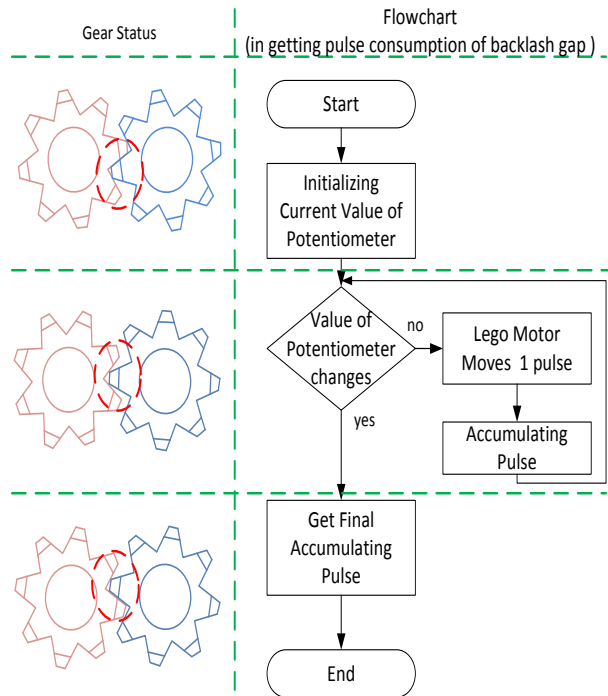 Gear Status
Flowchart
(in getting pulse consumption of backlash gap )
Start
Initializing
Current Value of
Potentiometer
Value of
Potentiometer
changes
no
Lego Motor
Moves 1 pulse
yes
Accumulating
Pulse
Get Final
Accumulating
Pulse
End